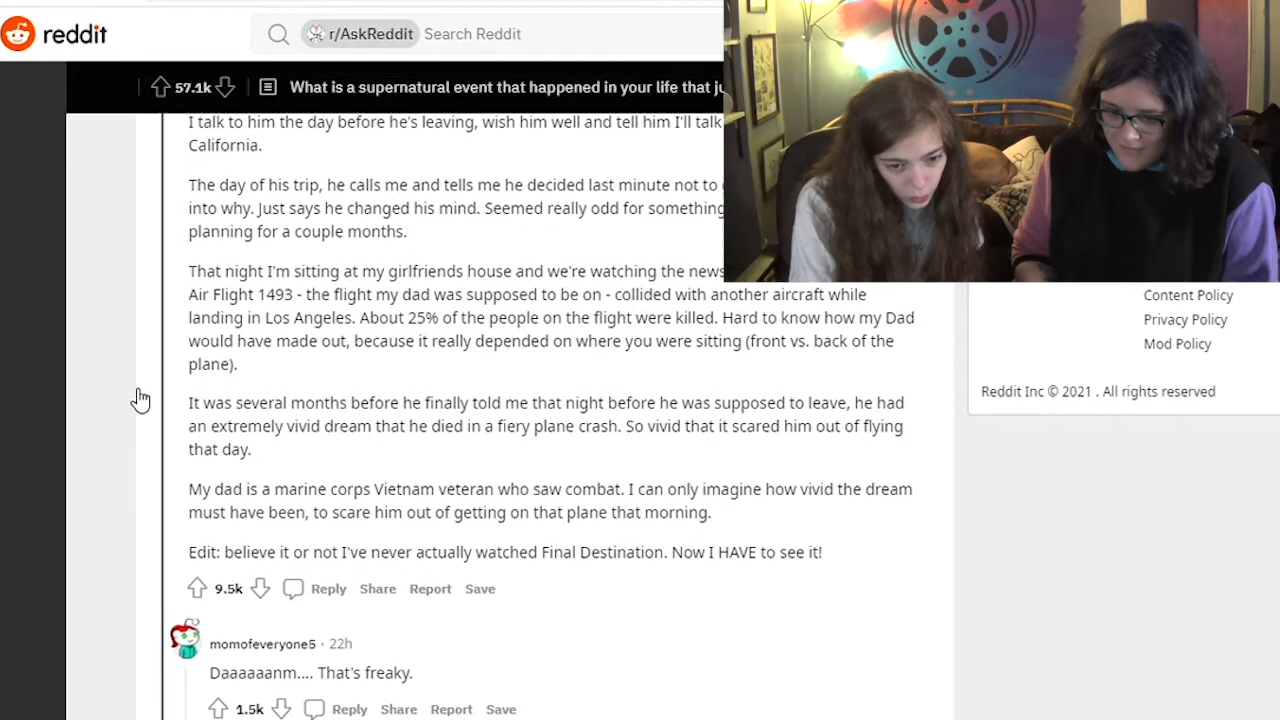 reddit
r/AskReddit Search Reddit
57.1k What is a supernatural event that happened in your life that ju
I talk to him the day before he's leaving, wish him well and tell him I'll talk
California.
The day of his trip, he calls me and tells me he decided last minute not to
into why. Just says he changed his mind. Seemed really odd for something
planning for a couple months.
That night I'm sitting at my girlfriends house and we're watching the news
Air Flight 1493 - the flight my dad was supposed to be on - collided with another aircraft while
landing in Los Angeles. About 25% of the people on the flight were killed. Hard to know how my Dad
would have made out, because it really depended on where you were sitting (front vs. back of the
plane).
It was several months before he finally told me that night before he was supposed to leave, he had
an extremely vivid dream that he died in a fiery plane crash. So vivid that it scared him out of flying
that day.
My dad is a marine corps Vietnam veteran who saw combat. I can only imagine how vivid the dream
must have been, to scare him out of getting on that plane that morning.
Edit: believe it or not I've never actually watched Final Destination. Now I HAVE to see it!
9.5k Reply Share Report Save
momofeveryone5 · 22h
Daaaaaanm.... That's freaky.
1.5k Reply Share Report Save
Content Policy
Privacy Policy
Mod Policy
Reddit Inc © 2021 . All rights reserved